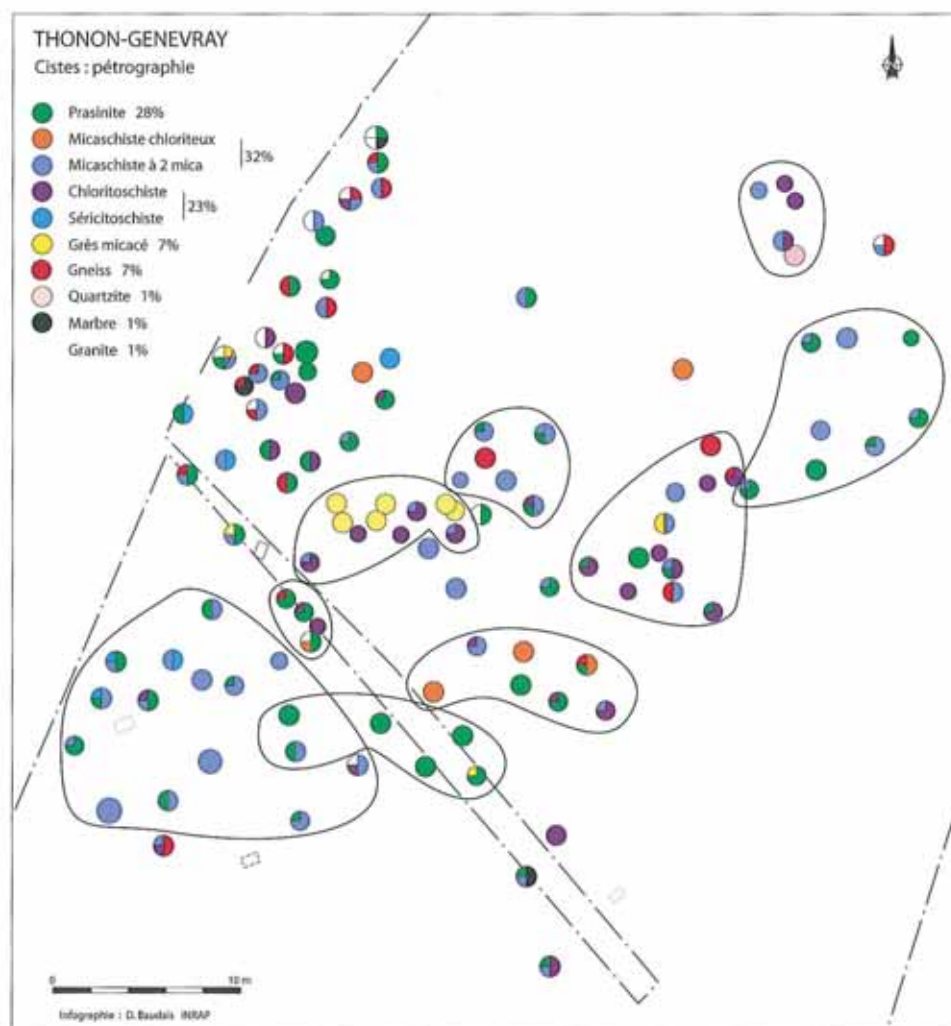 THONON-GENEVRAY
Cistes : pétrographie
N
Prasinite 28%
Micaschiste chloriteux
32%
Micaschiste à 2 mica
Chloritoschiste
23%
Séricitoschiste
Grès micacé 7%
Gneiss 7%
Quartzite 1%
Marbre 1%
Granite 1%
0 10 m
Infographie : D. Baudais INRAP